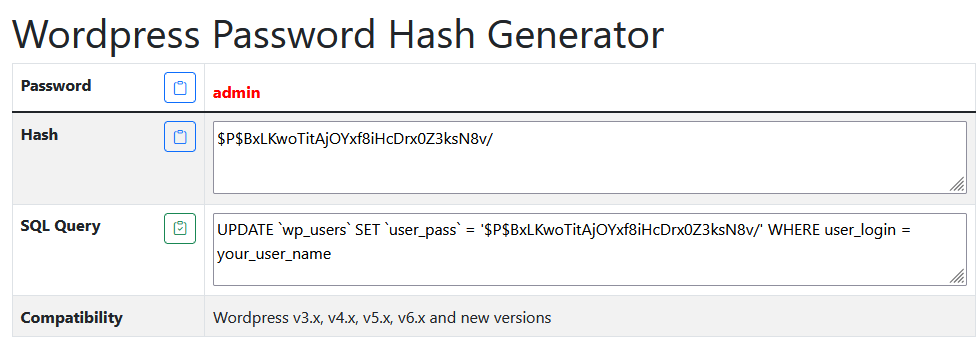 Wordpress Password Hash Generator
Password
admin
Hash
$P$BxLKwoTitAjOYxf8iHcDrx0Z3ksN8v/
SQL Query
UPDATE `wp_users` SET `user_pass` = '$P$BxLKwoTitAjOYxf8iHcDrx0Z3ksN8v/' WHERE user_login =
your_user_name
Compatibility
Wordpress v3.x, v4.x, v5.x, v6.x and new versions